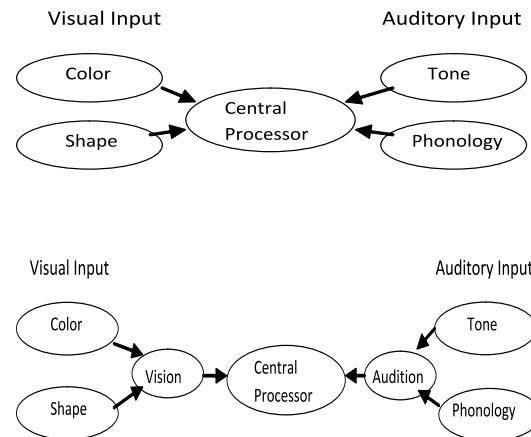 Visual Input
Auditory Input
Color
Tone
Central
Processor
Shape
Phonology
Visual Input
Auditory Input
Color
Tone
Vision
Central
Processor
Audition
Shape
Phonology